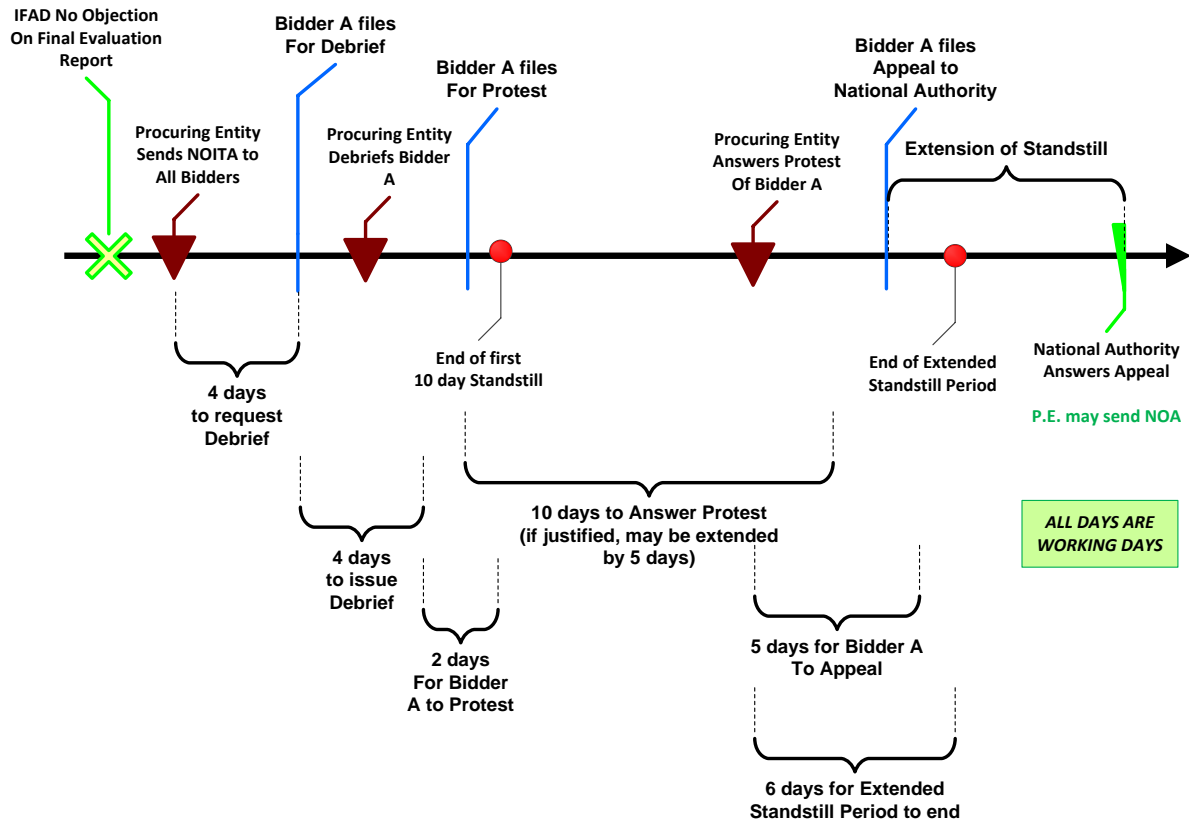 IFAD No Objection
On Final Evaluation
Report
Bidder A files
For Debrief
Bidder A files
For Protest
Bidder A files
Appeal to
National Authority
Procuring Entity
Sends NOITA to
All Bidders
Procuring Entity
Debriefs Bidder
A
Procuring Entity
Answers Protest
Of Bidder A
Extension of Standstill
End of first
10 day Standstill
End of Extended
Standstill Period
National Authority
Answers Appeal
P.E. may send NOA
4 days
to request
Debrief
4 days
to issue
Debrief
10 days to Answer Protest
(if justified, may be extended
by 5 days)
ALL DAYS ARE
WORKING DAYS
2 days
For Bidder
A to Protest
5 days for Bidder A
To Appeal
6 days for Extended
Standstill Period to end